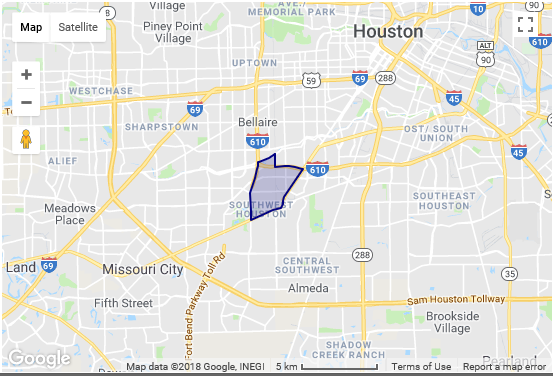 Map
Satellite
Village
Piney Point
Village
AVE /
MEMORIAL PARK
Houston
8
10
610
ALT
90
UPTOWN
59
69
288
90
WESTCHASE
69
45
SHARPSTOWN
Bellaire
OST/ SOUTH
UNION
610
45
ALIEF
610
Meadows
Place
SOUTHWEST
HOUSTON
SOUTHEAST
HOUSTON
288
Land
69
Missouri City
Fort Bend Parkway Toll Rd
CENTRAL
SOUTHWEST
35
Fifth Street
Almeda
Sam Houston Tollway
Brookside
Village
SHADOW
CREEK RANCH
Pearland
Google
Map data ©2018 Google, INEGI
5 km
Terms of Use
Report a map error